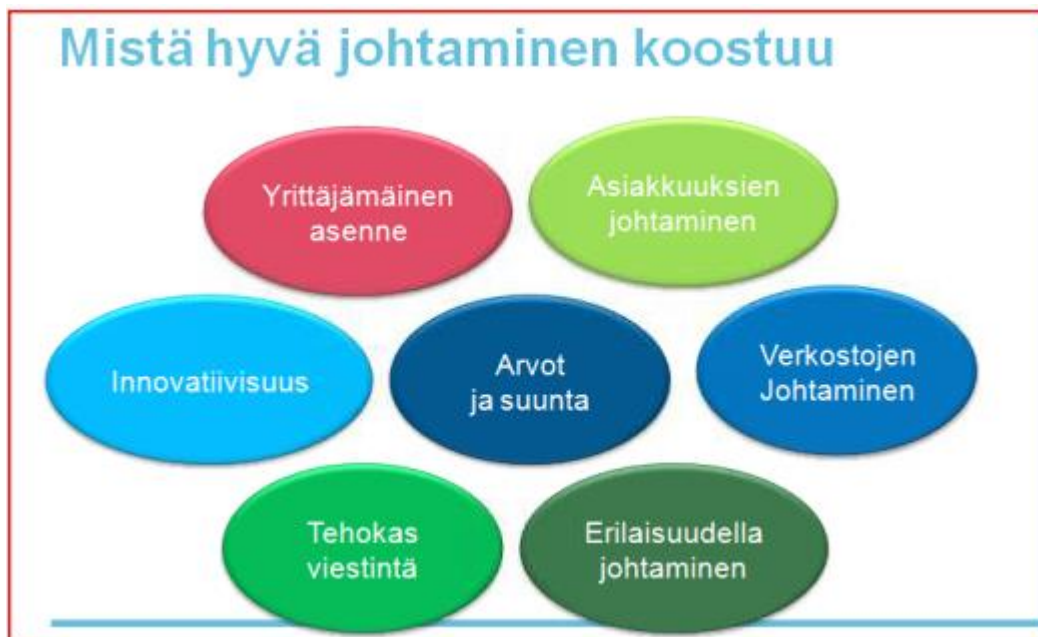 Mistä hyvä johtaminen koostuu
Yrittäjämäinen
asenne
Asiakkuuksien
johtaminen
Innovatiivisuus
Arvot
ja suunta
Verkostojen
Johtaminen
Tehokas
viestintä
Erilaisuudella
johtaminen